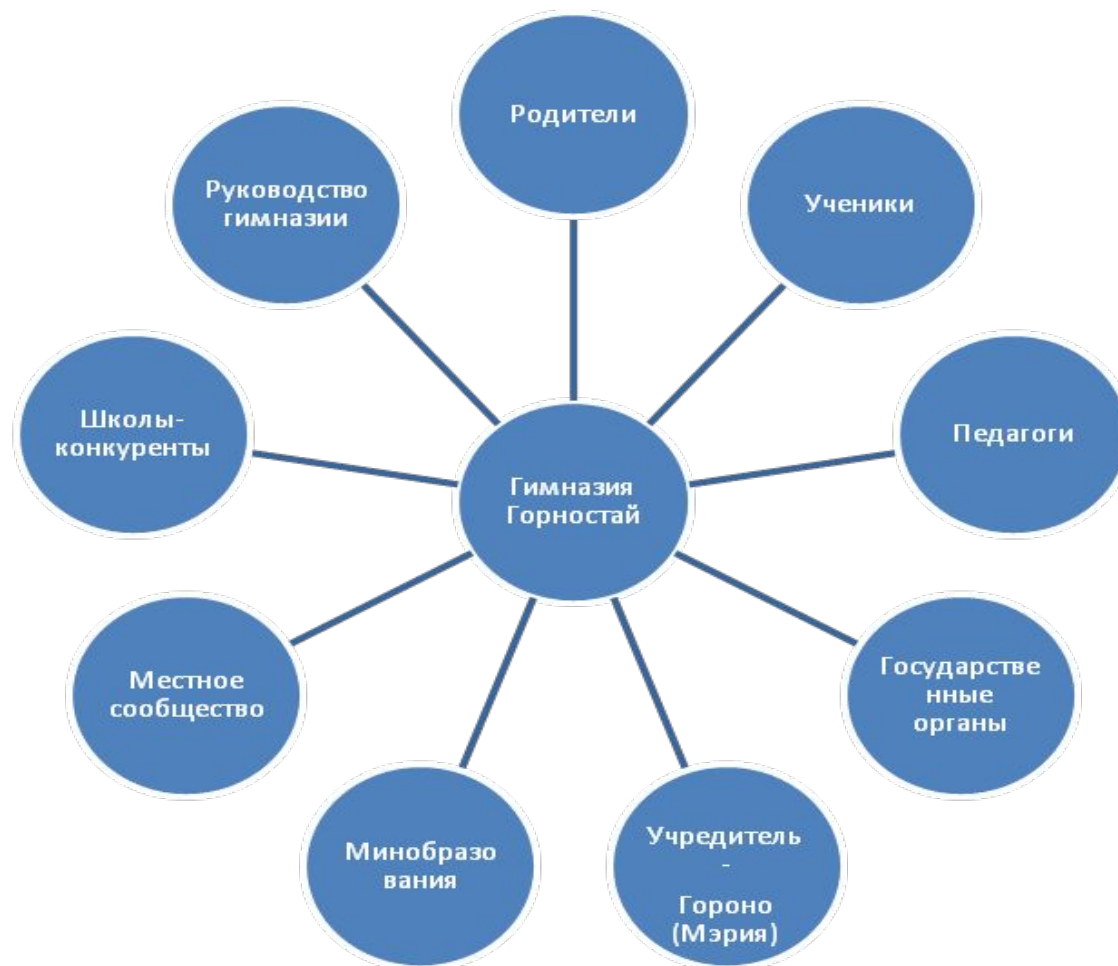 Родители
Руководство
гимназии
Ученики
Школы-
конкуренты
Педагоги
Гимназия
Горностай
Местное
сообщество
Государстве
нные
органы
Минобразо
вания
Учредитель
-
Гороно
(Мэрия)